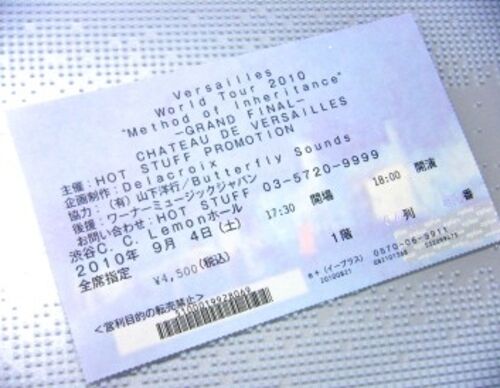 Versailles
World Tour 2010
"Method of Inheritance"
-GRAND FINAL-
CHATEAU DE VERSAILLES
主催:HOT STUFF PROMOTION
企画制作:Delacroix
協力:(有)山下洋行/Butterfly Sounds
後援:ワーナーミュージックジャパン
お問い合わせ:HOT STUFF 03-5720-9999
渋谷C.C.Lemonホール
2010年 9月 4日(土) 17:30 開場 18:00 開演
全席指定 ¥4,500(税込) 1階 列 番
<営利目的の転売禁止>
5100019928069
0570-06-9911
(イープラス)
20100821